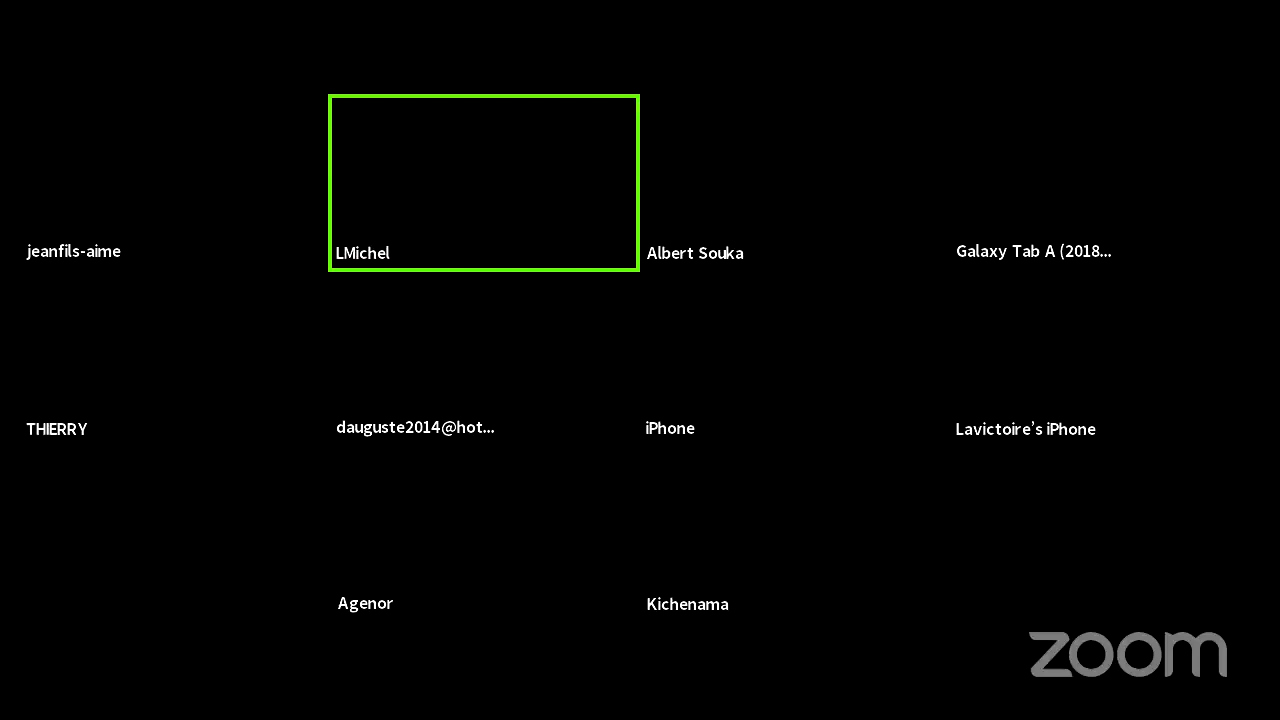 jeanfils-aime
LMichel
Albert Souka
Galaxy Tab A (2018...
THIERRY
dauguste2014@hot...
iPhone
Lavictoire’s iPhone
Agenor
Kichenama
zoom